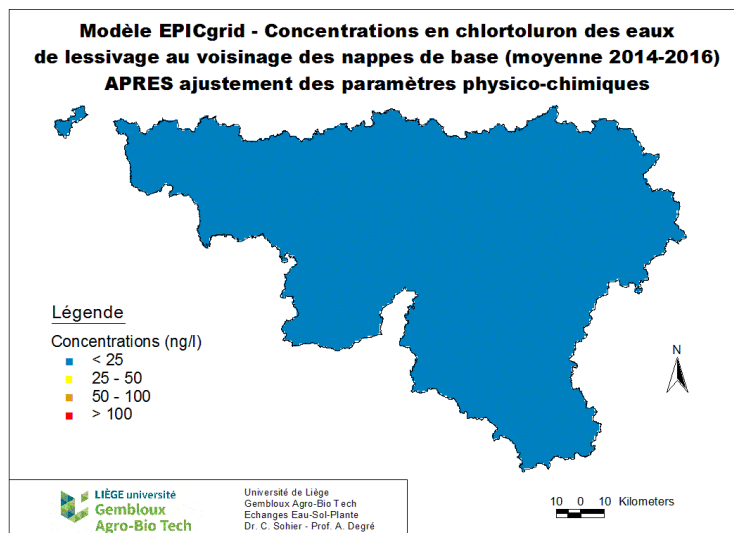 Modèle EPICgrid - Concentrations en chlortoluron des eaux
de lessivage au voisinage des nappes de base (moyenne 2014-2016)
APRES ajustement des paramètres physico-chimiques
Légende
Concentrations (ng/l)
< 25
25 - 50
50 - 100
> 100
N
10 0 10 Kilometers
LIÈGE université
Gembloux
Agro-Bio Tech
Université de Liège
Gembloux Agro-Bio Tech
Echanges Eau-Sol-Plante
Dr. C. Sohier - Prof. A. Degré